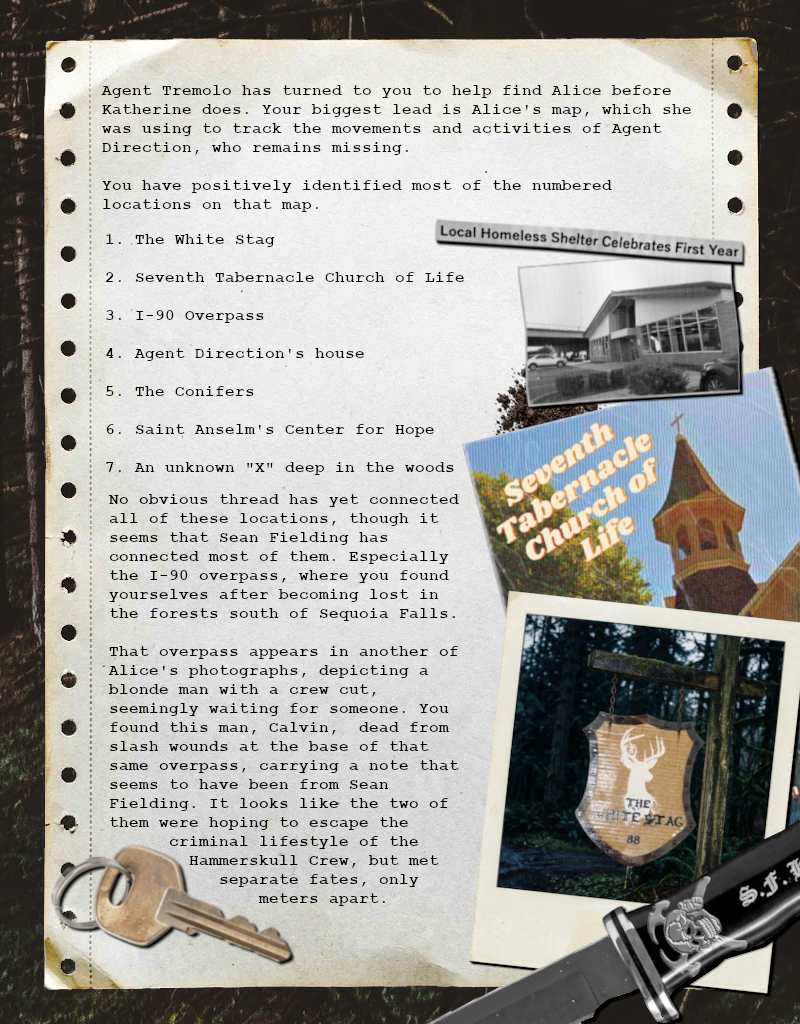 Agent Tremolo has turned to you to help find Alice before
Katherine does. Your biggest lead is Alice's map, which she
was using to track the movements and activities of Agent
Direction, who remains missing.
You have positively identified most of the numbered
locations on that map.
1. The White Stag
2. Seventh Tabernacle Church of Life
3. I-90 Overpass
4. Agent Direction's house
5. The Conifers
6. Saint Anselm's Center for Hope
7. An unknown "X" deep in the woods
No obvious thread has yet connected
all of these locations, though it
seems that Sean Fielding has
connected most of them. Especially
the I-90 overpass, where you found
yourselves after becoming lost in
the forests south of Sequoia Falls.
That overpass appears in another of
Alice's photographs, depicting a
blonde man with a crew cut,
seemingly waiting for someone. You
found this man, Calvin,  dead from
slash wounds at the base of that
same overpass, carrying a note that
seems to have been from Sean
Fielding. It looks like the two of
them were hoping to escape the
criminal lifestyle of the
Hammerskull Crew, but met
separate fates, only
meters apart.
Local Homeless Shelter Celebrates First Year
Seventh
Tabernacle
Church of
Life
THE
WHITE STAG
88
S.F.